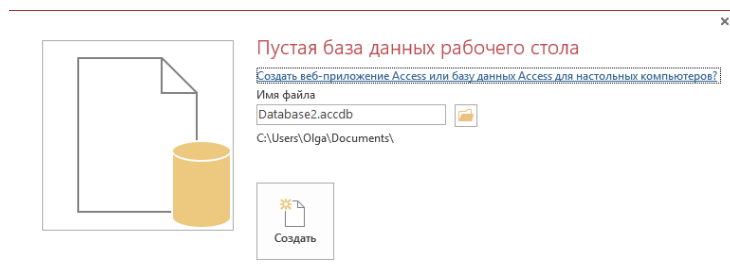 Пустая база данных рабочего стола
Создать веб-приложение Access или базу данных Access для настольных компьютеров?
Имя файла
Database2.accdb
C:\Users\Olga\Documents\
Создать